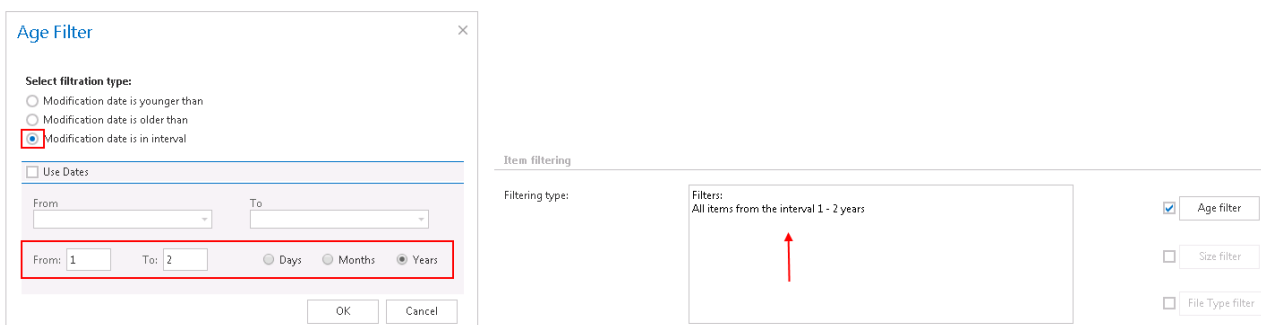 Age Filter
Select filtration type:
Modification date is younger than
Modification date is older than
Modification date is in interval
Use Dates
From To
From: 1 To: 2 Days Months Years
OK Cancel
Item filtering
Filtering type:
Filters:
All items from the interval 1 - 2 years
Age filter
Size filter
File Type filter